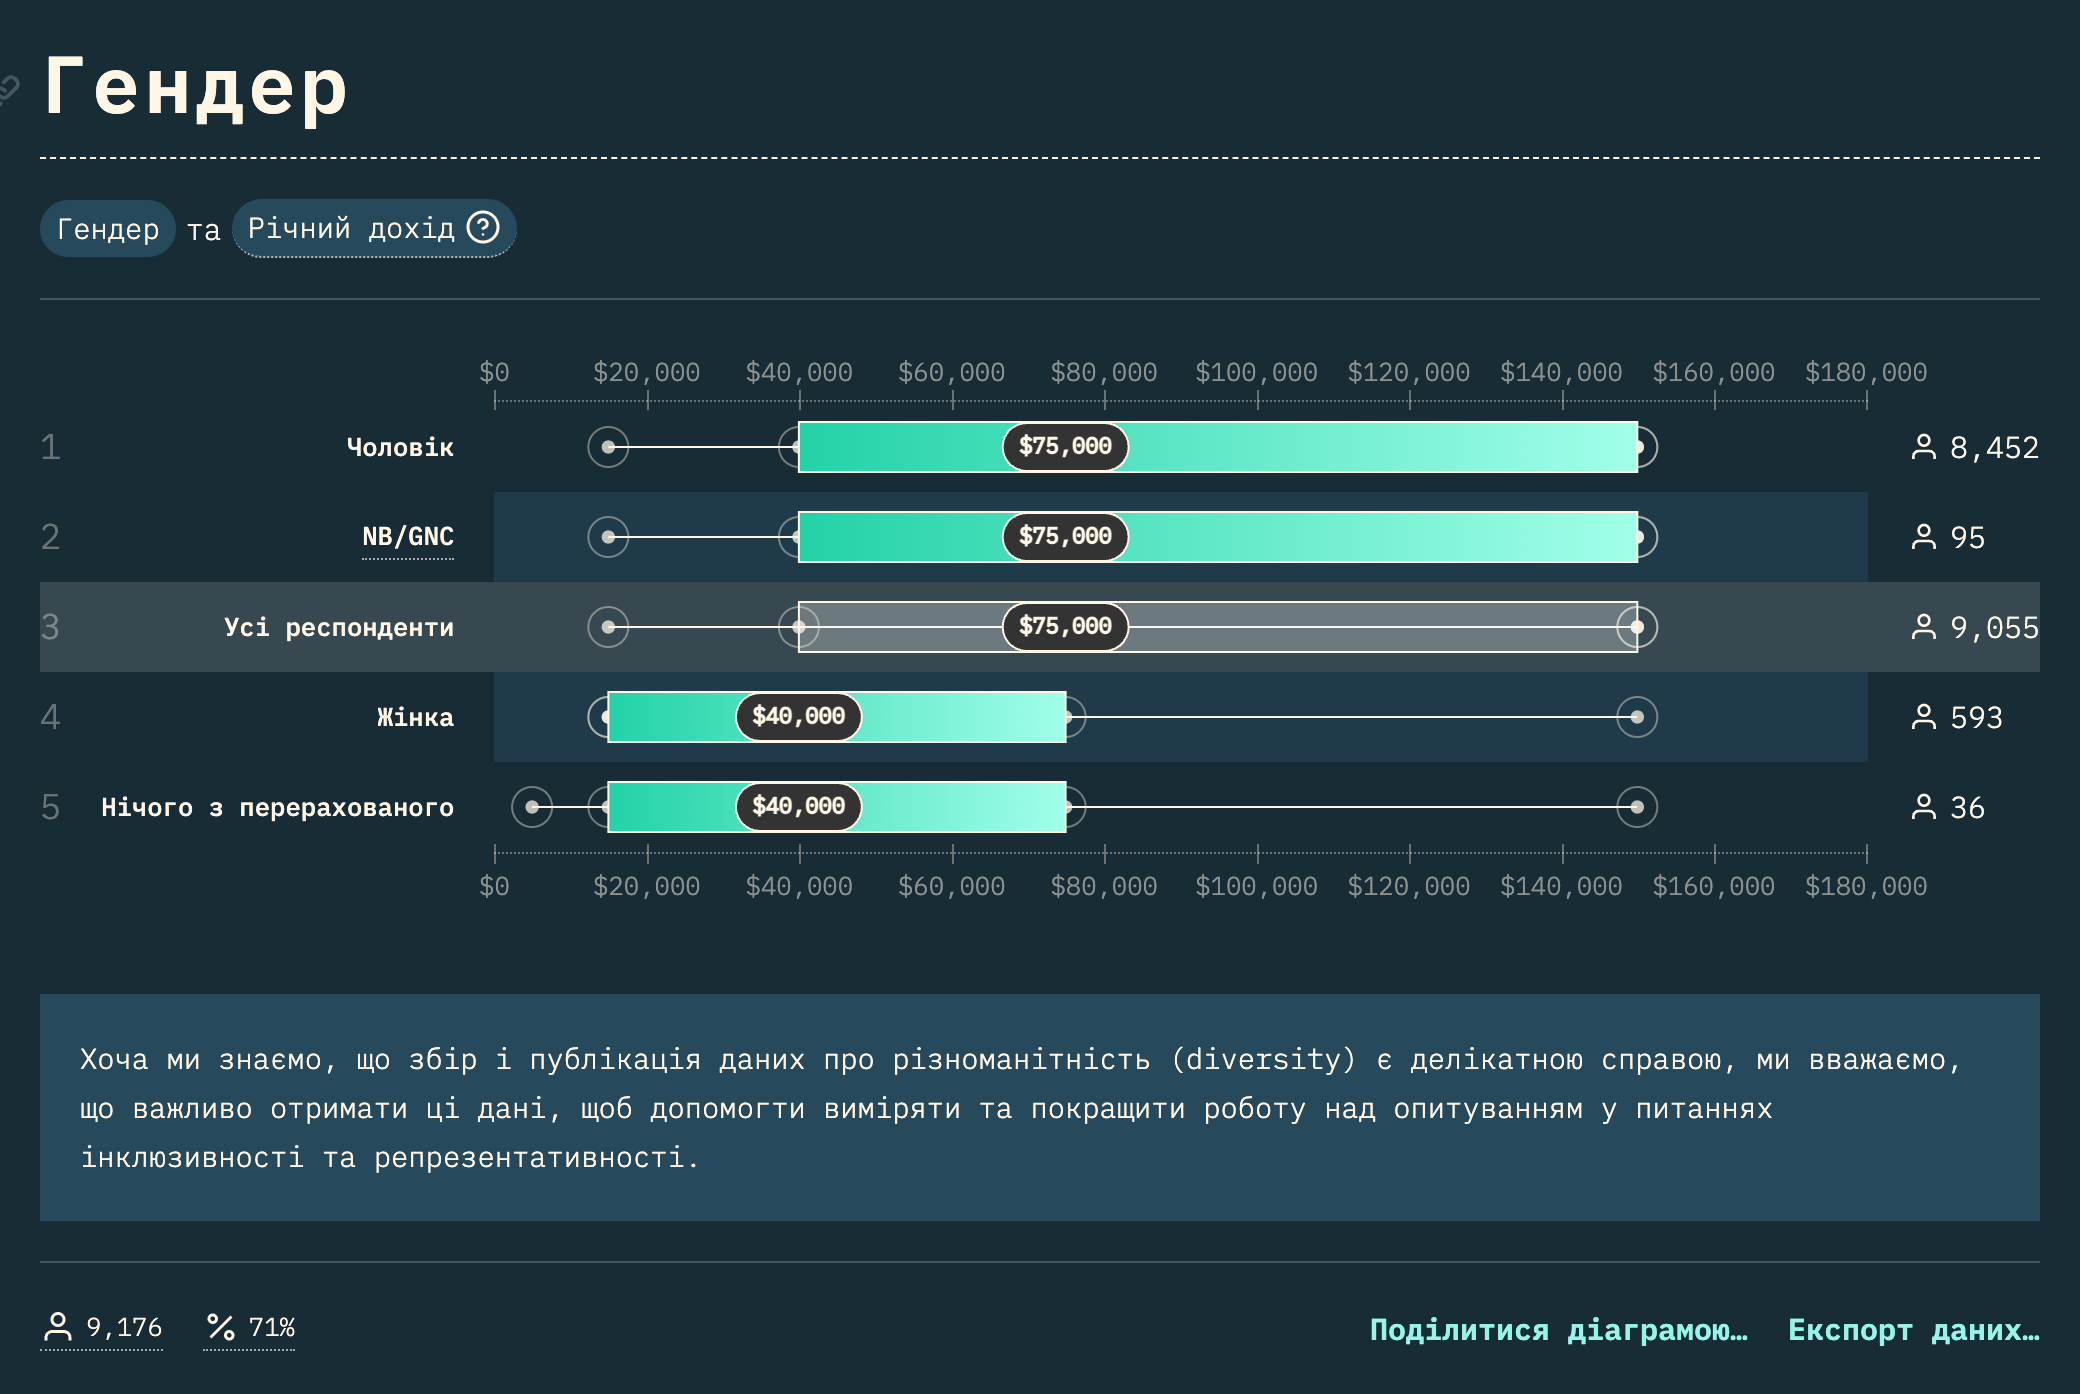 Гендер
Гендер та Річний дохід
$0 $20,000 $40,000 $60,000 $80,000 $100,000 $120,000 $140,000 $160,000 $180,000
1 Чоловік $75,000 8,452
2 NB/GNC $75,000 95
3 Усі респонденти $75,000 9,055
4 Жінка $40,000 593
5 Нічого з перерахованого $40,000 36
$0 $20,000 $40,000 $60,000 $80,000 $100,000 $120,000 $140,000 $160,000 $180,000
Хоча ми знаємо, що збір і публікація даних про різноманітність (diversity) є делікатною справою, ми вважаємо,
що важливо отримати ці дані, щоб допомогти виміряти та покращити роботу над опитуванням у питаннях
інклюзивності та репрезентативності.
9,176 71% Поділитися діаграмою… Експорт даних…